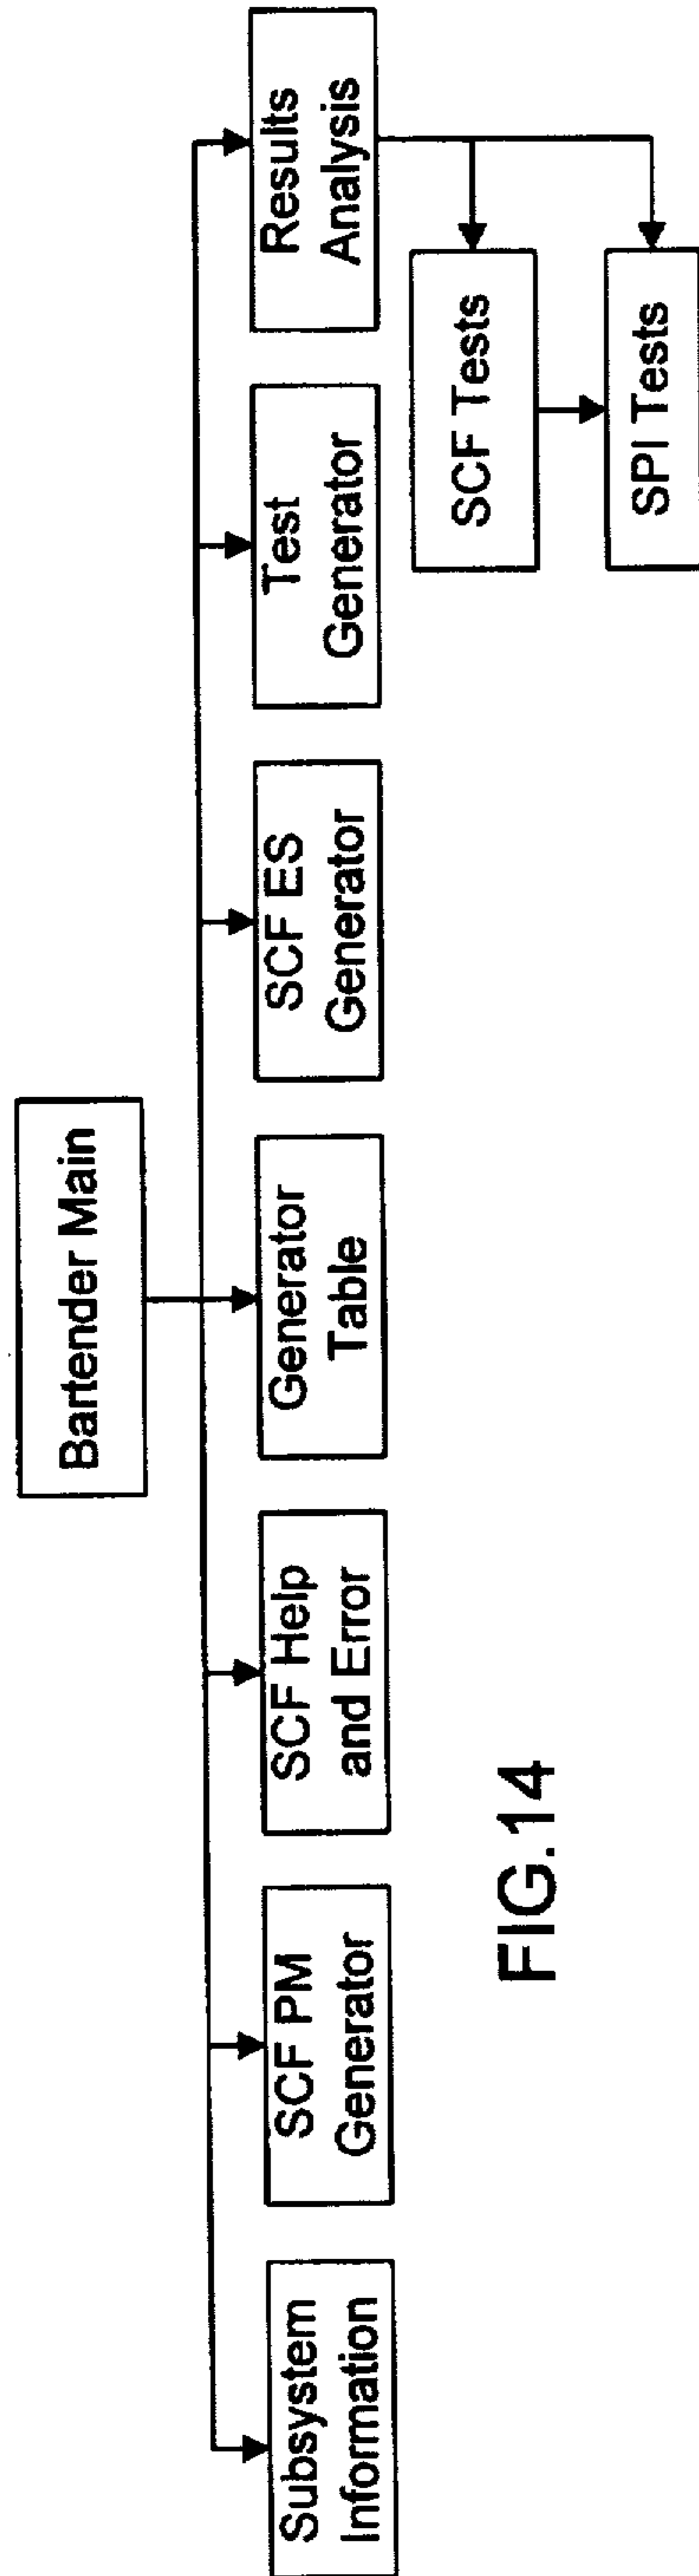 Bartender Main
Subsystem
Information
SCF PM
Generator
SCF Help
and Error
Generator
Table
SCF ES
Generator
Test
Generator
Results
Analysis
SCF Tests
SPI Tests
FIG.14